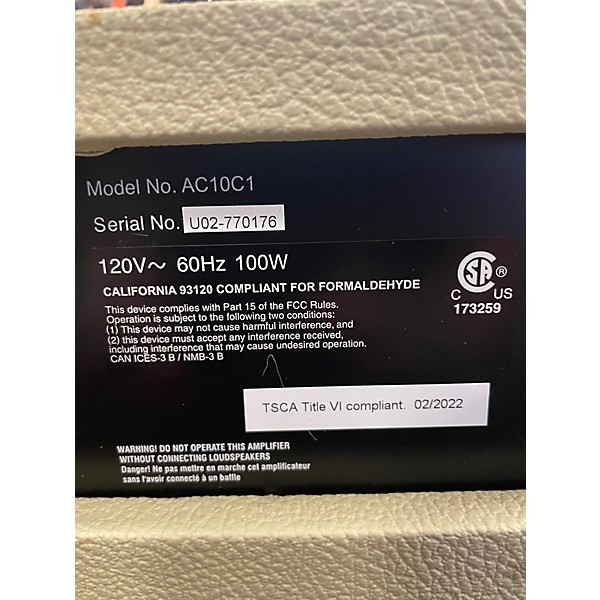 Model No. AC10C1
Serial No. U02-770176
120V～ 60Hz 100W
CALIFORNIA 93120 COMPLIANT FOR FORMALDEHYDE
This device complies with Part 15 of the FCC Rules.
Operation is subject to the following two conditions:
(1) This device may not cause harmful interference, and
(2) this device must accept any interference received,
including interference that may cause undesired operation.
CAN ICES-3 B / NMB-3 B
SA ®
C US
173259
TSCA Title VI compliant. 02/2022
WARNING! DO NOT OPERATE THIS AMPLIFIER
WITHOUT CONNECTING LOUDSPEAKERS
Danger! Ne pas mettre en marche cet amplificateur
sans l'avoir connecté à un baffle